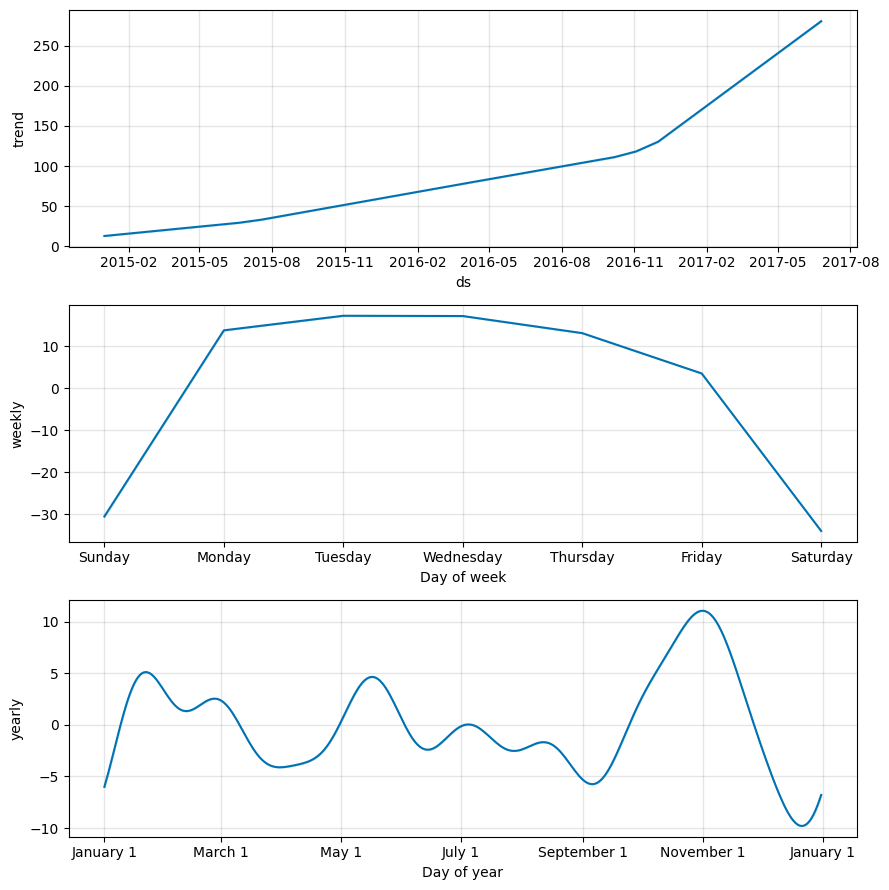 trend
250
200
150
100
50
0
2015-02 2015-05 2015-08 2015-11 2016-02 2016-05 2016-08 2016-11 2017-02 2017-05 2017-08
ds
weekly
10
0
−10
−20
−30
Sunday Monday Tuesday Wednesday Thursday Friday Saturday
Day of week
yearly
10
5
0
−5
−10
January 1 March 1 May 1 July 1 September 1 November 1 January 1
Day of year